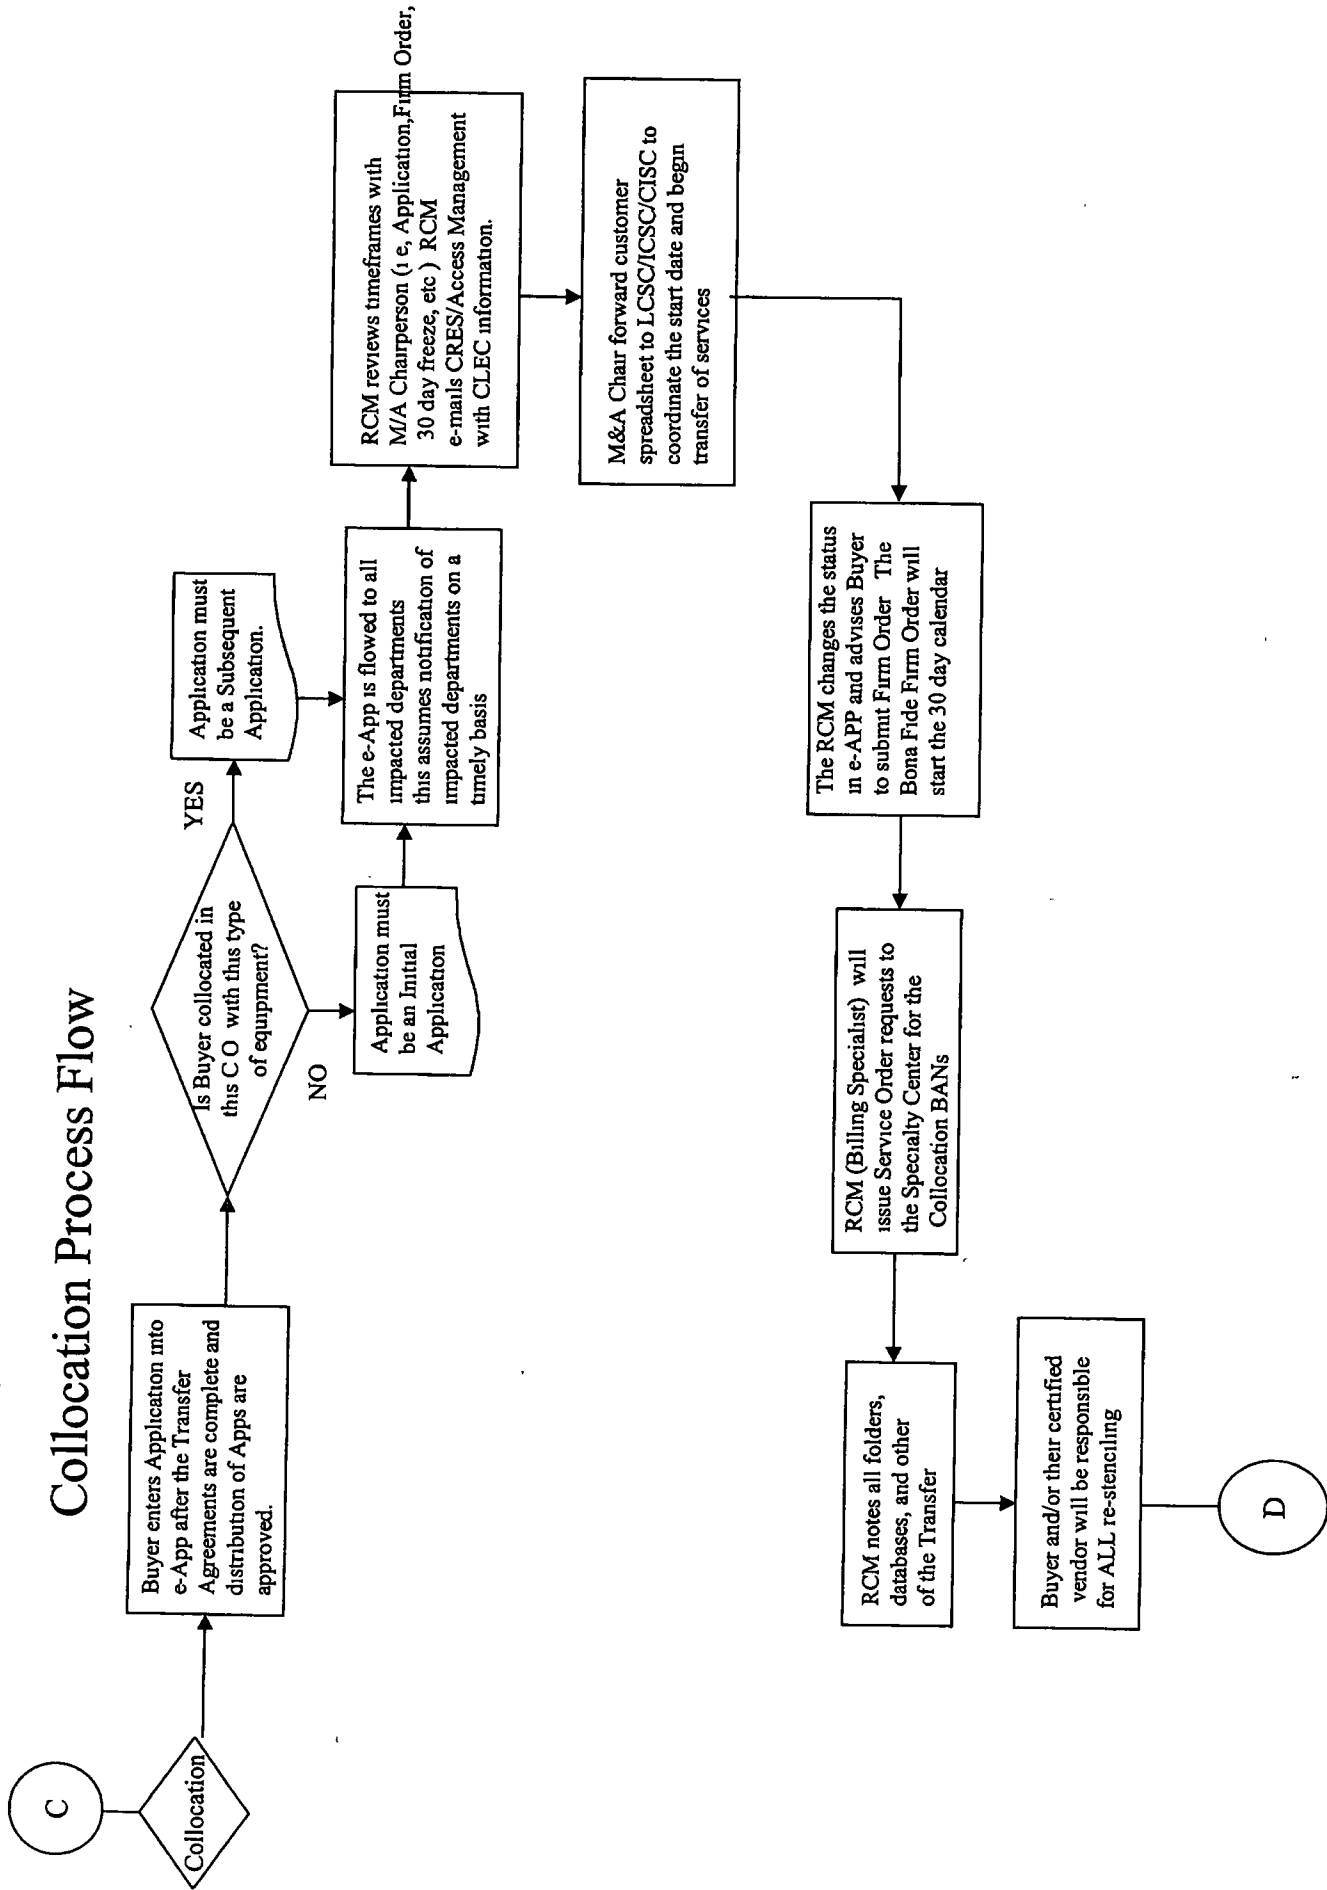 Collocation Process Flow
C
Collocation
Buyer enters Application into
e-App after the Transfer
Agreements are complete and
distribution of Apps are
approved.
Is Buyer collocated in
this C O with this type
of equipment?
YES
Application must
be a Subsequent
Application.
NO
Application must
be an Initial
Application
The e-App is flowed to all
impacted departments
this assumes notification of
impacted departments on a
timely basis
RCM reviews timeframes with
M/A Chairperson (i e, Application,Firm Order,
30 day freeze, etc ) RCM
e-mails CRES/Access Management
with CLEC information.
M&A Chair forward customer
spreadsheet to LCSC/ICSC/CISC to
coordinate the start date and begin
transfer of services
The RCM changes the status
in e-APP and advises Buyer
to submit Firm Order The
Bona Fide Firm Order will
start the 30 day calendar
RCM (Billing Specialist) will
issue Service Order requests to
the Specialty Center for the
Collocation BANs
RCM notes all folders,
databases, and other
of the Transfer
Buyer and/or their certified
vendor will be responsible
for ALL re-stenciling
D